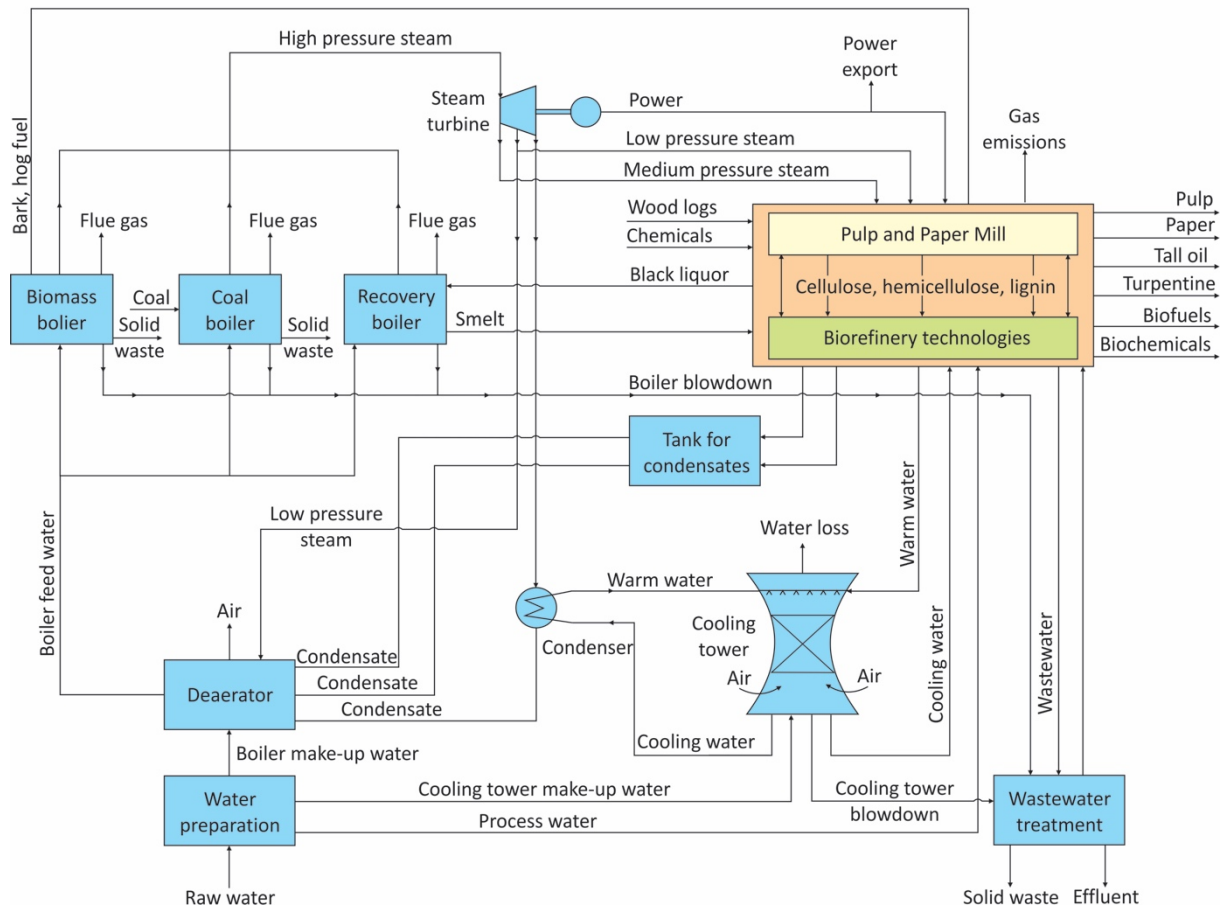 High pressure steam
Power
export
Steam
turbine
Power
Gas
emissions
Bark, hog fuel
Low pressure steam
Medium pressure steam
Wood logs
Chemicals
Pulp and Paper Mill
Pulp
Paper
Tall oil
Turpentine
Biofuels
Biochemicals
Flue gas
Flue gas
Flue gas
Black liquor
Cellulose, hemicellulose, lignin
Biomass
bolier
Coal
Solid
waste
Coal
boiler
Solid
waste
Recovery
boiler
Smelt
Biorefinery technologies
Boiler blowdown
Tank for
condensates
Low pressure
steam
Water loss
Warm water
Boiler feed water
Warm water
Air
Condenser
Cooling
tower
Air
Air
Cooling water
Wastewater
Deaerator
Condensate
Condensate
Condensate
Cooling water
Boiler make-up water
Water
preparation
Cooling tower make-up water
Process water
Cooling tower
blowdown
Wastewater
treatment
Raw water
Solid waste
Effluent